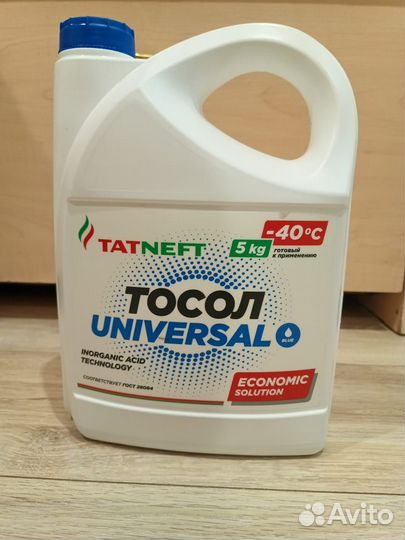 TATNEFT
-40°C
5 kg
готовый
к применению
ТОСОЛ
UNIVERSAL
BLUE
INORGANIC ACID
TECHNOLOGY
СООТВЕТСТВУЕТ ГОСТ 28084
ECONOMIC
SOLUTION
Avito